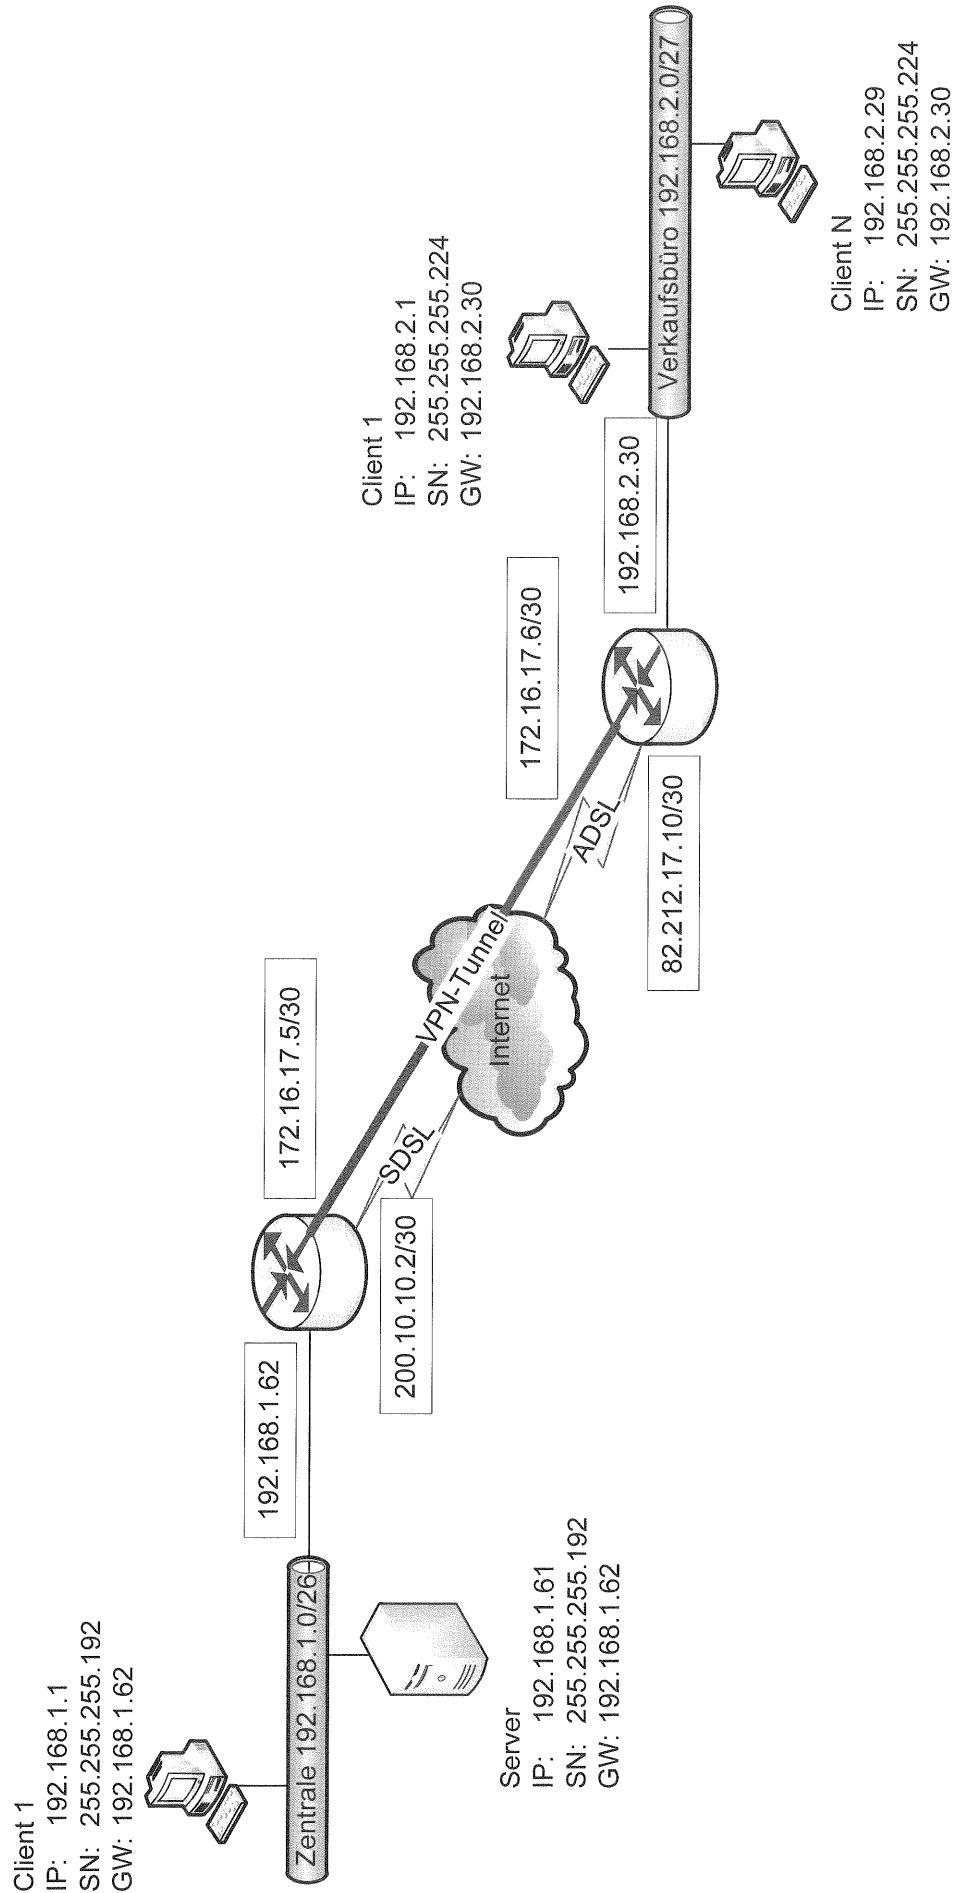 Client 1
IP: 192.168.1.1
SN: 255.255.255.192
GW: 192.168.1.62
Zentrale 192.168.1.0/26
Server
IP: 192.168.1.61
SN: 255.255.255.192
GW: 192.168.1.62
192.168.1.62
172.16.17.5/30
200.10.10.2/30
SDSL
VPN-Tunnel
Internet
ADSL
172.16.17.6/30
82.212.17.10/30
192.168.2.30
Client 1
IP: 192.168.2.1
SN: 255.255.255.224
GW: 192.168.2.30
Verkaufsbüro 192.168.2.0/27
Client N
IP: 192.168.2.29
SN: 255.255.255.224
GW: 192.168.2.30